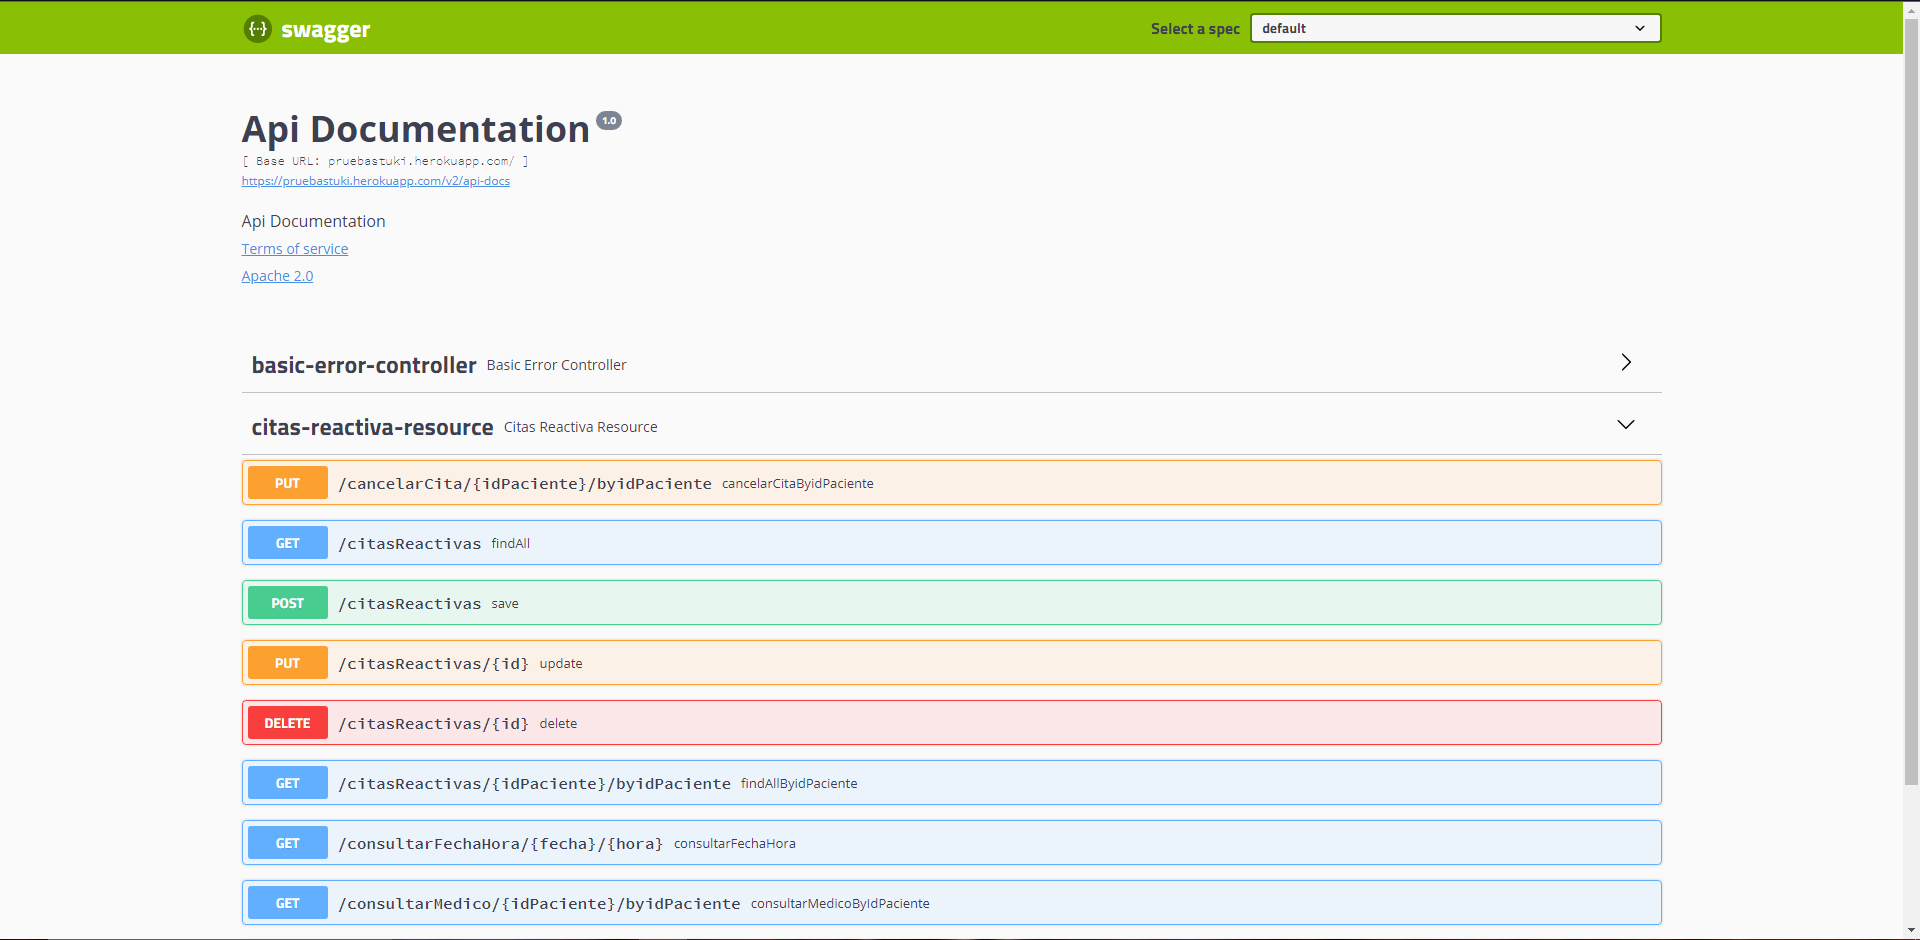 swagger
Select a spec default
Api Documentation 1.0
[ Base URL: pruebastuki.herokuapp.com/ ]
https://pruebastuki.herokuapp.com/v2/api-docs
Api Documentation
Terms of service
Apache 2.0
basic-error-controller Basic Error Controller
citas-reactiva-resource Citas Reactiva Resource
PUT /cancelarCita/{idPaciente}/byidPaciente cancelarCitaByidPaciente
GET /citasReactivas findAll
POST /citasReactivas save
PUT /citasReactivas/{id} update
DELETE /citasReactivas/{id} delete
GET /citasReactivas/{idPaciente}/byidPaciente findAllByidPaciente
GET /consultarFechaHora/{fecha}/{hora} consultarFechaHora
GET /consultarMedico/{idPaciente}/byidPaciente consultarMedicoByIdPaciente